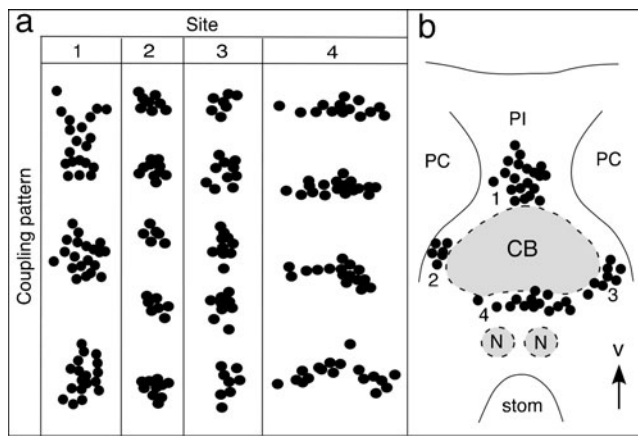 a
Site
1 2 3 4
Coupling pattern
b
PI
PC PC
1
CB
2
3
4
N N
v
stom